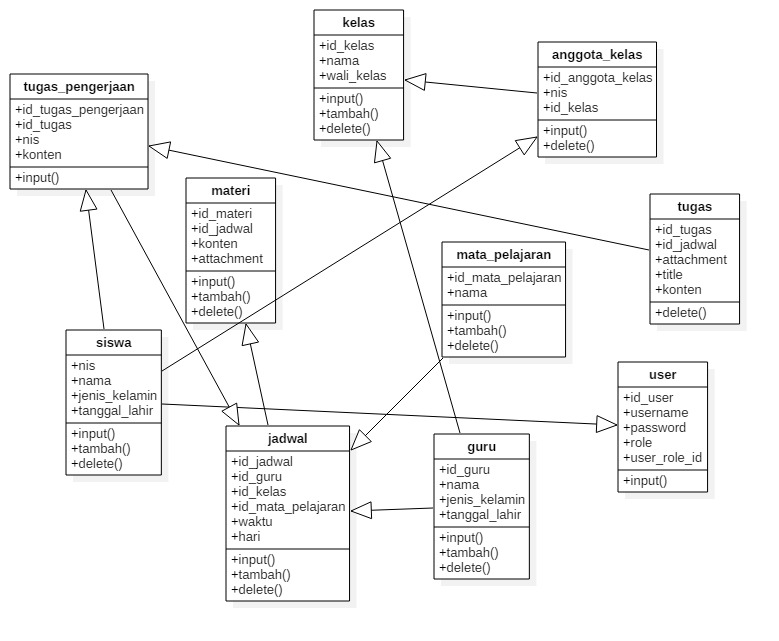 kelas
+id_kelas
+nama
+wali_kelas
+input()
+tambah()
+delete()
anggota_kelas
+id_anggota_kelas
+nis
+id_kelas
+input()
+delete()
tugas_pengerjaan
+id_tugas_pengerjaan
+id_tugas
+nis
+konten
+input()
materi
+id_materi
+id_jadwal
+konten
+attachment
+input()
+tambah()
+delete()
tugas
+id_tugas
+id_jadwal
+attachment
+title
+konten
+delete()
mata_pelajaran
+id_mata_pelajaran
+nama
+input()
+tambah()
+delete()
siswa
+nis
+nama
+jenis_kelamin
+tanggal_lahir
+input()
+tambah()
+delete()
user
+id_user
+username
+password
+role
+user_role_id
+input()
jadwal
+id_jadwal
+id_guru
+id_kelas
+id_mata_pelajaran
+waktu
+hari
+input()
+tambah()
+delete()
guru
+id_guru
+nama
+jenis_kelamin
+tanggal_lahir
+input()
+tambah()
+delete()